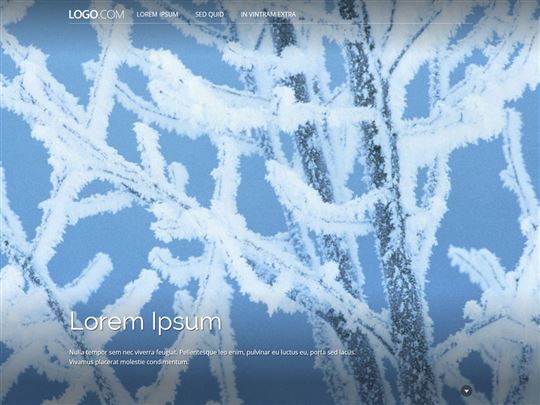 LOGO.COM LOREM IPSUM SED QUID IN VINTRAM EXTRA
Lorem Ipsum
Nulla tempor sem nec viverra feugiat. Pellentesque leo enim, pulvinar eu luctus eu, porta sed lacus.
Vivamus placerat molestie condimentum.